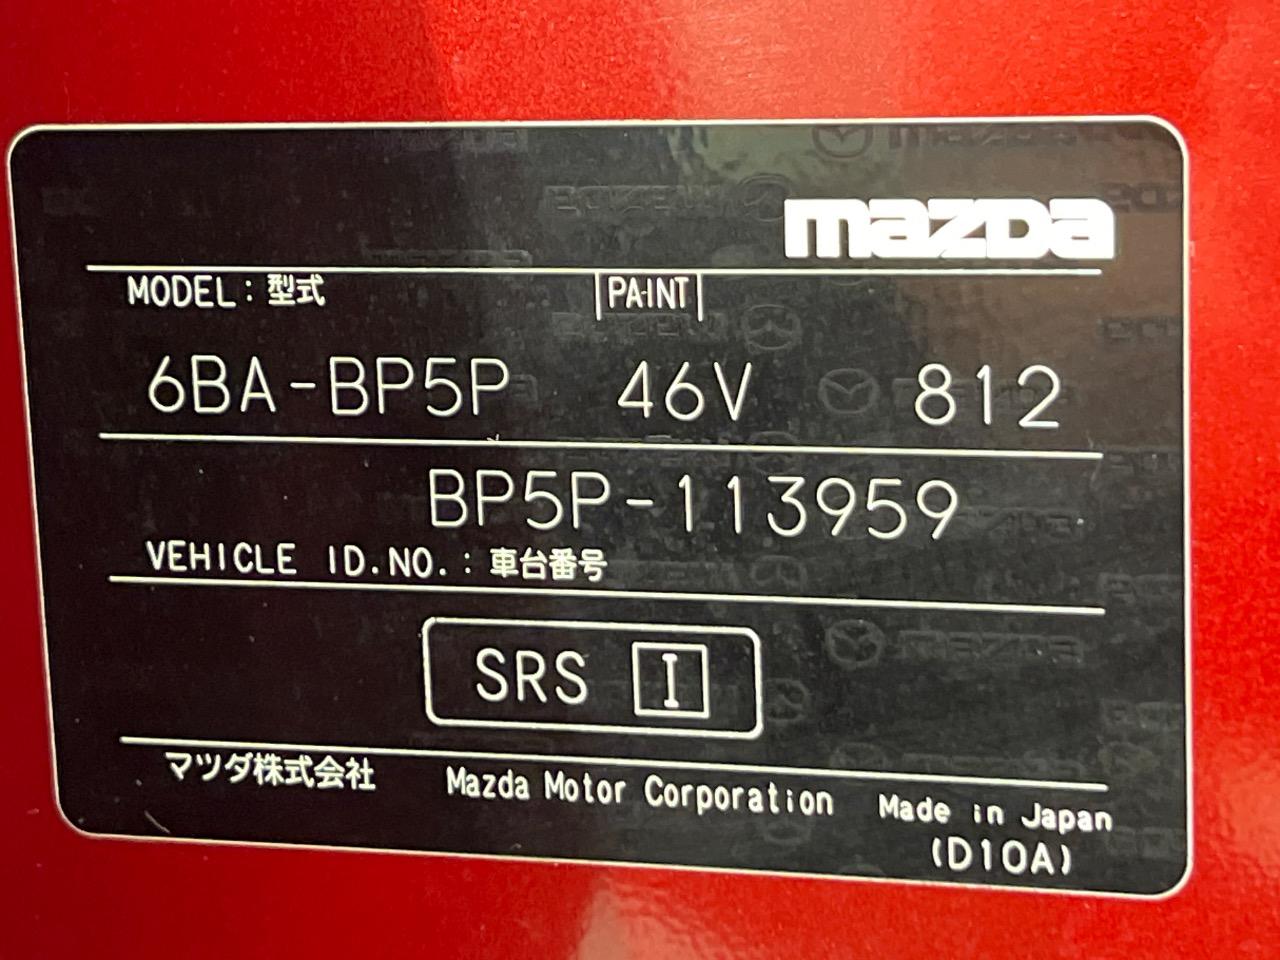 mazda
MODEL: 型式 PAINT
6BA-BP5P 46V 812
BP5P-113959
VEHICLE ID.NO.: 車台番号
SRS I
マツダ株式会社 Mazda Motor Corporation Made in Japan
(D10A)